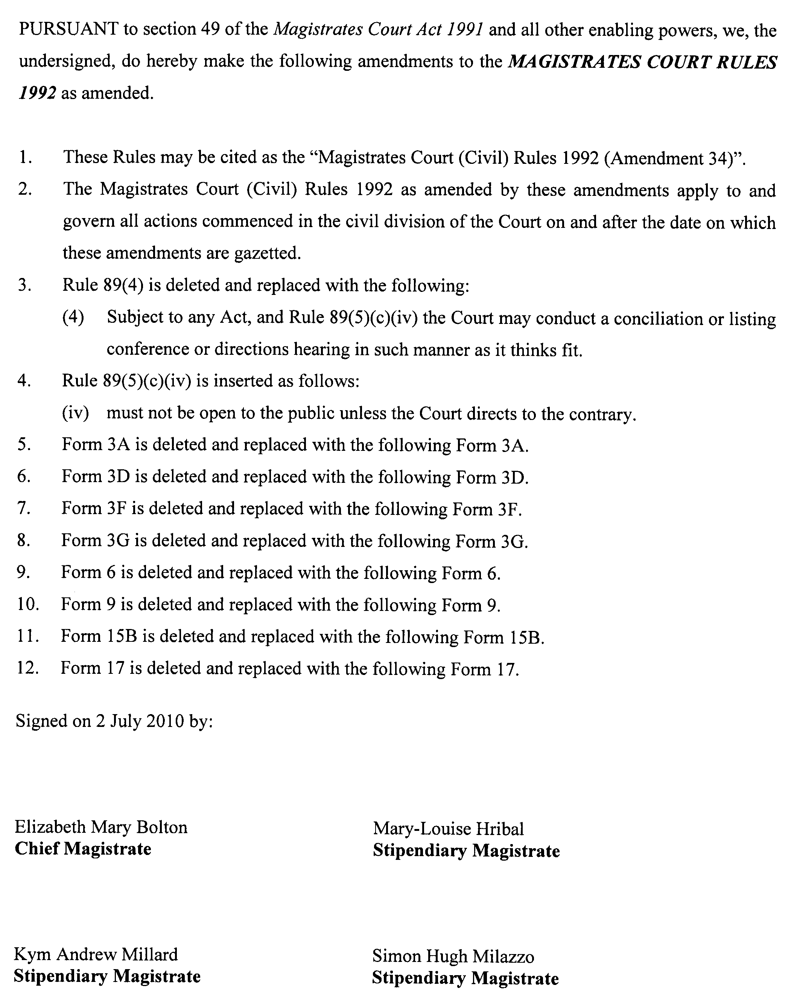 PURSUANT to section 49 of the Magistrates Court Act 1991 and all other enabling powers, we, the
undersigned, do hereby make the following amendments to the MAGISTRATES COURT RULES
1992 as amended.
1. These Rules may be cited as the “Magistrates Court (Civil) Rules 1992 (Amendment 34)”.
2. The Magistrates Court (Civil) Rules 1992 as amended by these amendments apply to and
govern all actions commenced in the civil division of the Court on and after the date on which
these amendments are gazetted.
3. Rule 89(4) is deleted and replaced with the following:
(4) Subject to any Act, and Rule 89(5)(c)(iv) the Court may conduct a conciliation or listing
conference or directions hearing in such manner as it thinks fit.
4. Rule 89(5)(c)(iv) is inserted as follows:
(iv) must not be open to the public unless the Court directs to the contrary.
5. Form 3A is deleted and replaced with the following Form 3A.
6. Form 3D is deleted and replaced with the following Form 3D.
7. Form 3F is deleted and replaced with the following Form 3F.
8. Form 3G is deleted and replaced with the following Form 3G.
9. Form 6 is deleted and replaced with the following Form 6.
10. Form 9 is deleted and replaced with the following Form 9.
11. Form 15B is deleted and replaced with the following Form 15B.
12. Form 17 is deleted and replaced with the following Form 17.
Signed on 2 July 2010 by:
Elizabeth Mary Bolton
Chief Magistrate
Mary-Louise Hribal
Stipendiary Magistrate
Kym Andrew Millard
Stipendiary Magistrate
Simon Hugh Milazzo
Stipendiary Magistrate